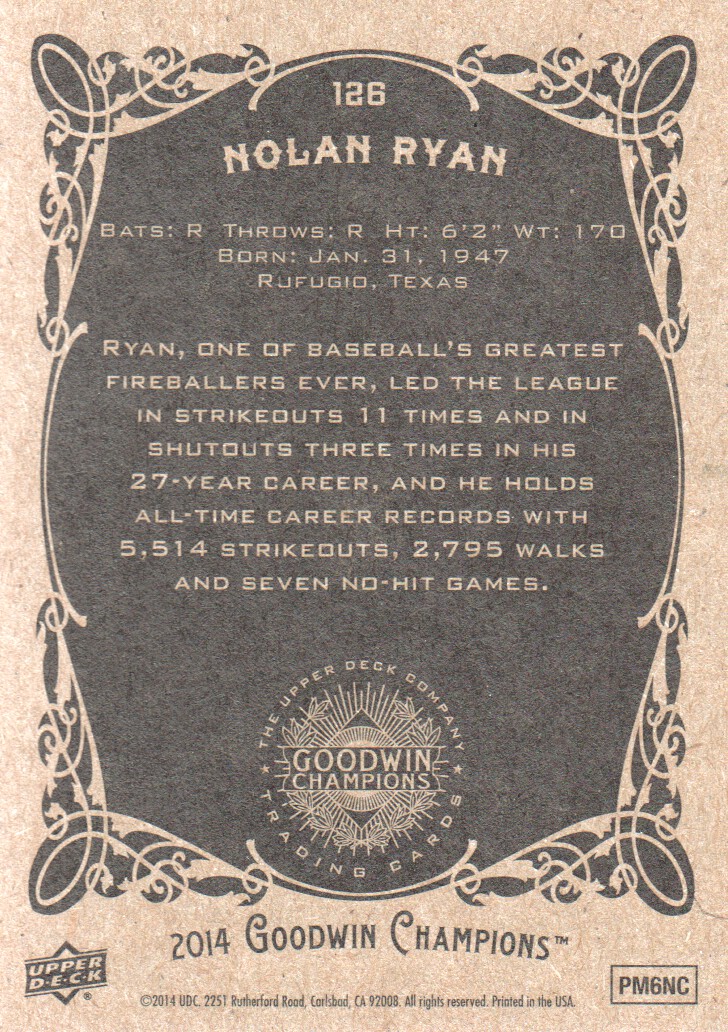 126
NOLAN RYAN
BATS: R THROWS: R HT: 6'2" WT: 170
BORN: JAN. 31, 1947
RUFUGIO, TEXAS
RYAN, ONE OF BASEBALL'S GREATEST
FIREBALLERS EVER, LED THE LEAGUE
IN STRIKEOUTS 11 TIMES AND IN
SHUTOUTS THREE TIMES IN HIS
27-YEAR CAREER, AND HE HOLDS
ALL-TIME CAREER RECORDS WITH
5,514 STRIKEOUTS, 2,795 WALKS
AND SEVEN NO-HIT GAMES.
THE UPPER DECK COMPANY
GOODWIN
CHAMPIONS
TRADING CARDS
2014 GOODWIN CHAMPIONS™
UPPER
D·E·C·K®
©2014 UDC. 2251 Rutherford Road, Carlsbad, CA 92008. All rights reserved. Printed in the USA.
PM6NC